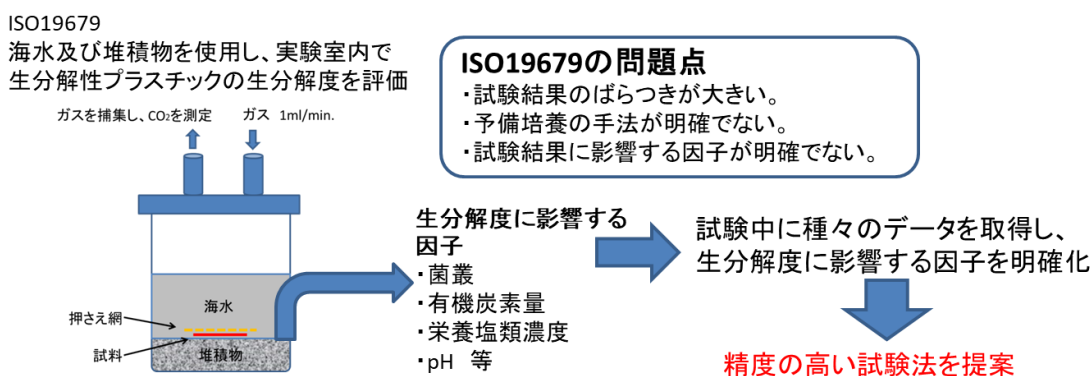 ISO19679
海水及び堆積物を使用し、実験室内で
生分解性プラスチックの生分解度を評価
ガスを捕集し、CO₂を測定
ガス 1ml/min.
海水
押さえ網
試料
堆積物
ISO19679の問題点
・試験結果のばらつきが大きい。
・予備培養の手法が明確でない。
・試験結果に影響する因子が明確でない。
生分解度に影響する
因子
・菌叢
・有機炭素量
・栄養塩類濃度
・pH 等
試験中に種々のデータを取得し、
生分解度に影響する因子を明確化
精度の高い試験法を提案